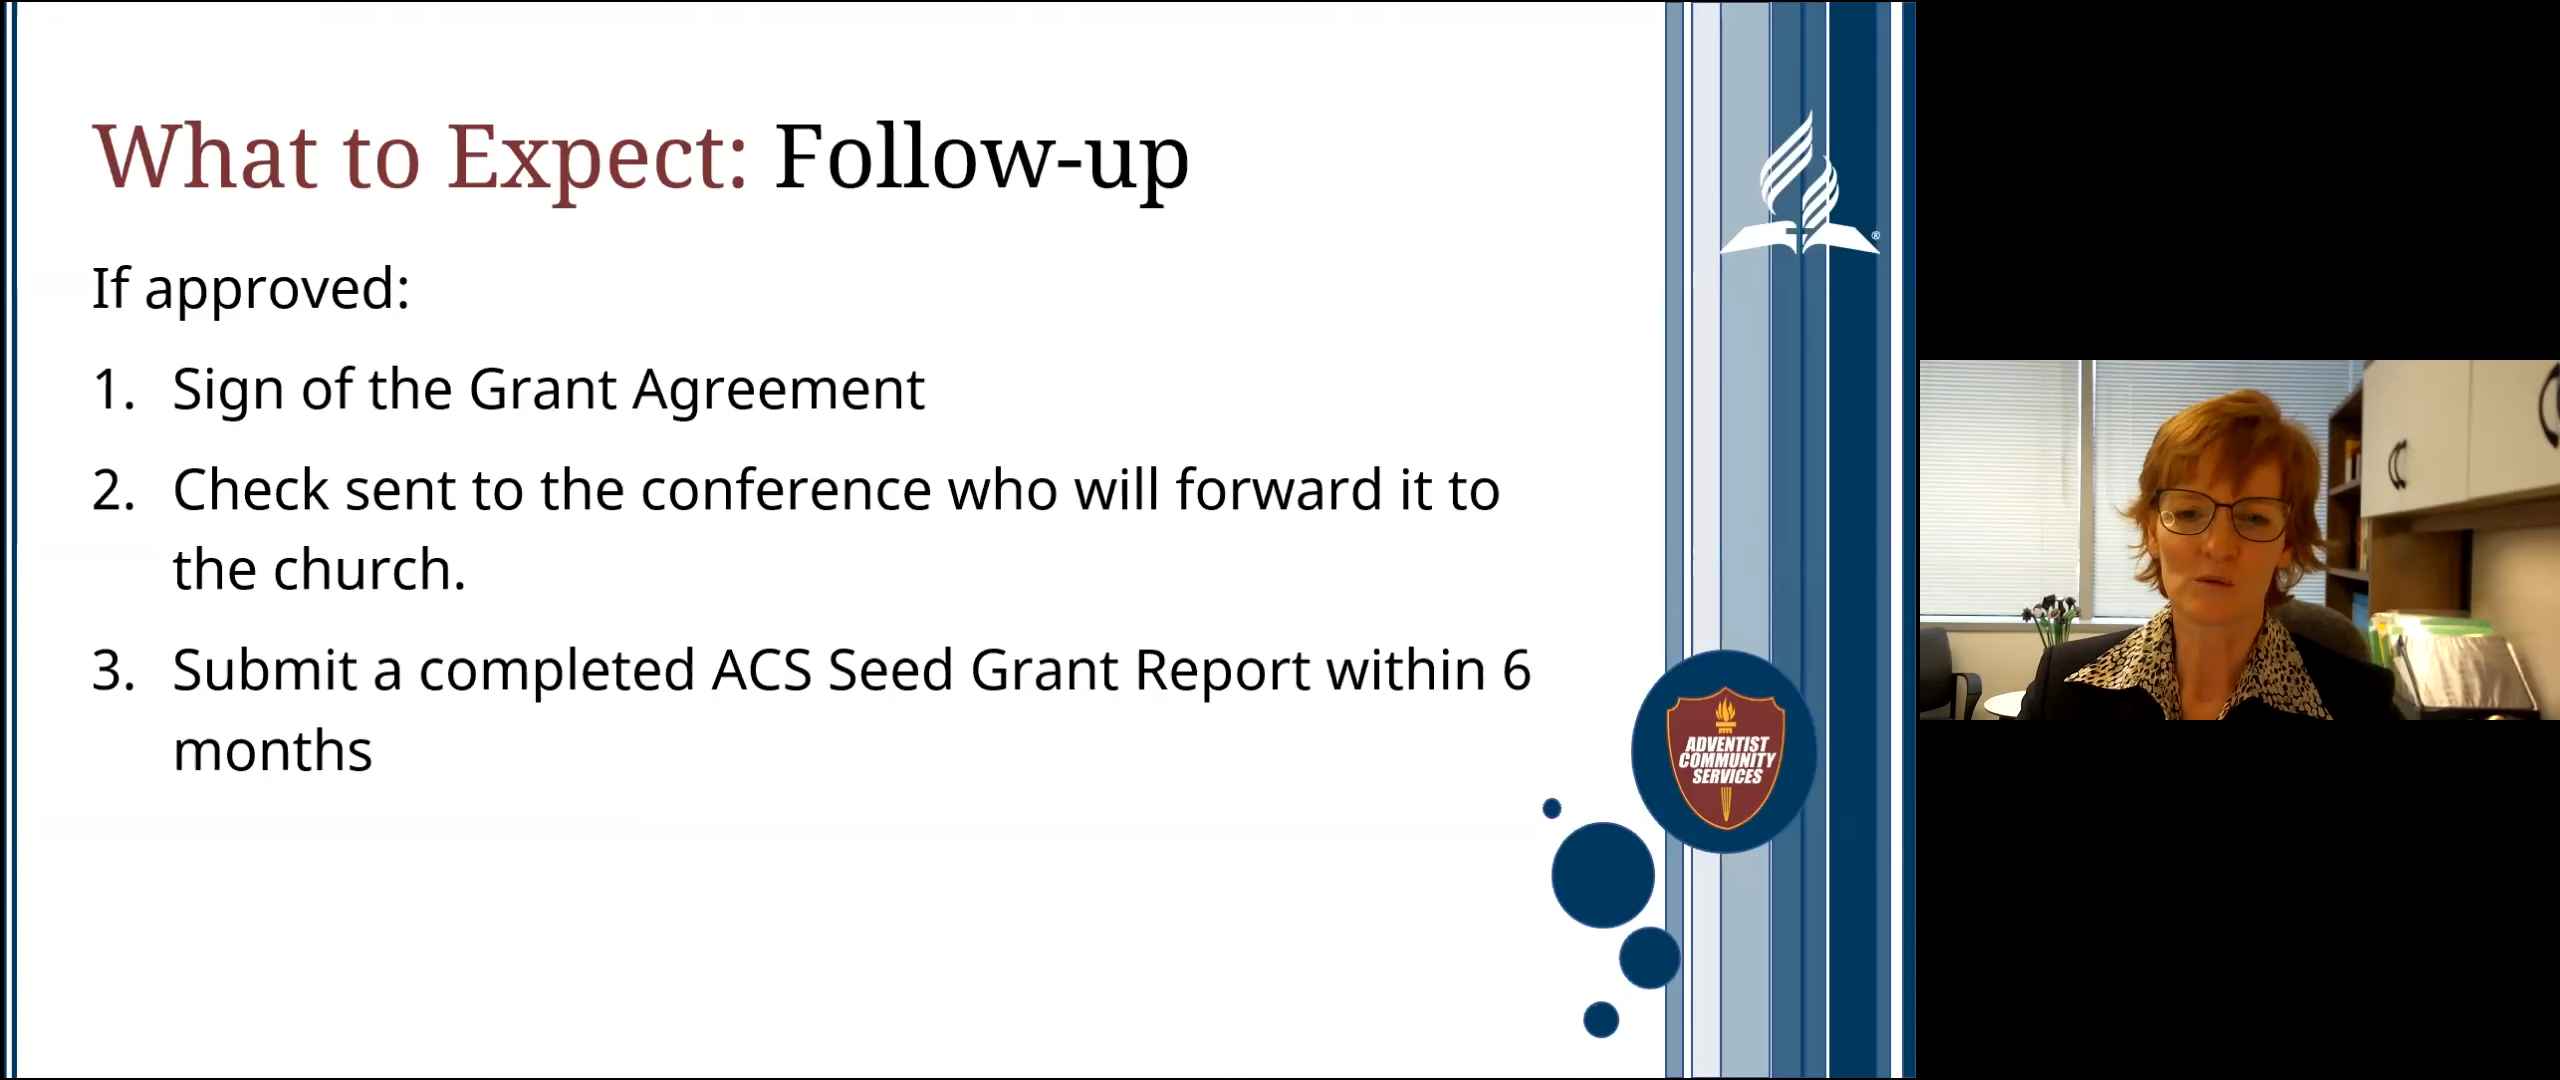 What to Expect: Follow-up
If approved:
1. Sign of the Grant Agreement
2. Check sent to the conference who will forward it to
the church.
3. Submit a completed ACS Seed Grant Report within 6
months
®
ADVENTIST
COMMUNITY
SERVICES